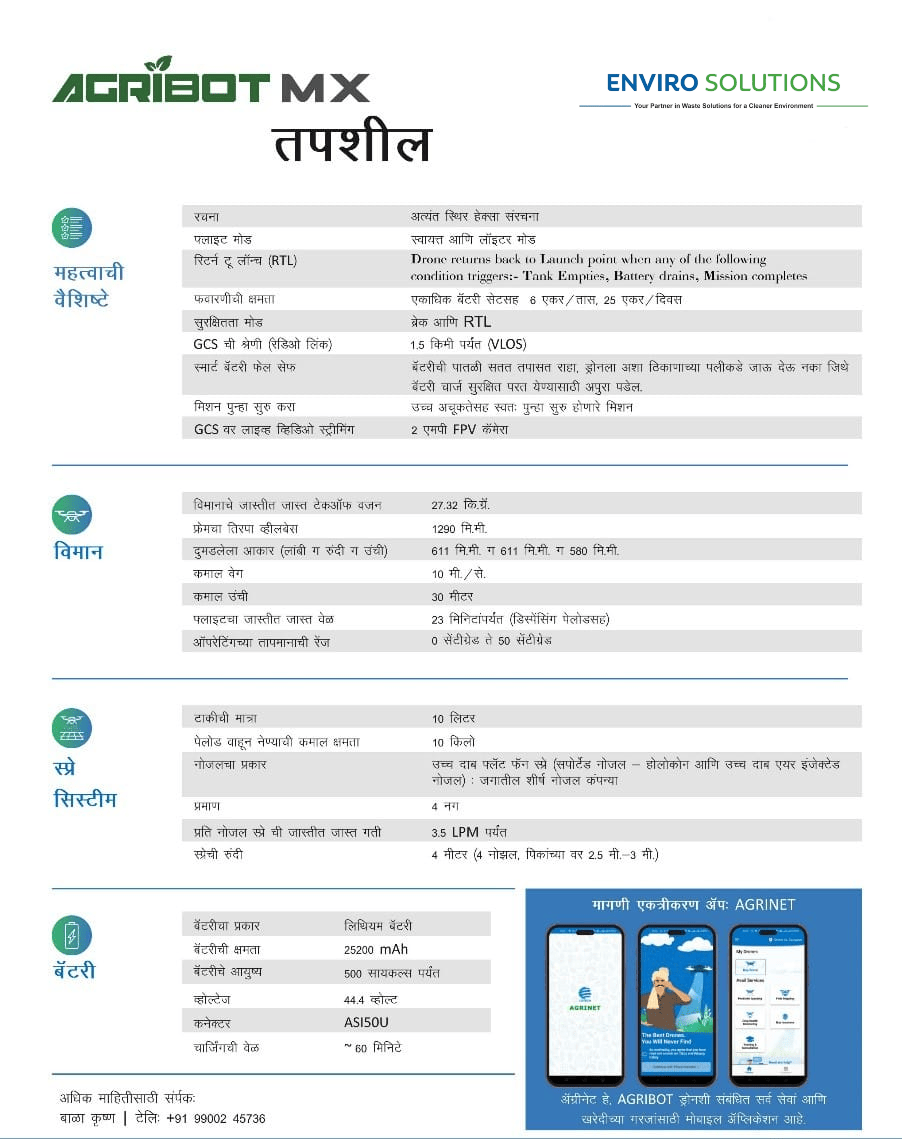 AGRIBOT MX
ENVIRO SOLUTIONS
Your Partner in Waste Solutions for a Cleaner Environment
तपशील
महत्वाची
वैशिष्टे
रचना अत्यंत स्थिर हेक्सा संरचना
फ्लाइट मोड स्वायत्त आणि लॉइटर मोड
रिटर्न टू लॉन्च (RTL) Drone returns back to Launch point when any of the following
condition triggers:- Tank Empties, Battery drains, Mission completes
फवारणीची क्षमता एकाधिक बॅटरी सेटसह 6 एकर/तास, 25 एकर/दिवस
सुरक्षितता मोड ब्रेक आणि RTL
GCS ची श्रेणी (रेडिओ लिंक) 1.5 किमी पर्यंत (VLOS)
स्मार्ट बॅटरी फेल सेफ बॅटरीची पातळी सतत तपासत राहा, ड्रोनला अशा ठिकाणाच्या पलीकडे जाऊ देऊ नका जिथे
बॅटरी चार्ज सुरक्षित परत येण्यासाठी अपुरा पडेल.
मिशन पुन्हा सुरु करा उच्च अचूकतेसह स्वतः पुन्हा सुरु होणारे मिशन
GCS वर लाइव्ह व्हिडिओ स्ट्रीमिंग 2 एमपी FPV कॅमेरा
विमान
विमानाचे जास्तीत जास्त टेकऑफ वजन 27.32 कि.ग्रॅ.
फ्रेमचा तिरपा व्हीलबेस 1290 मि.मी.
दुमडलेला आकार (लांबी ग रुंदी ग उंची) 611 मि.मी. ग 611 मि.मी. ग 580 मि.मी.
कमाल वेग 10 मी./से.
कमाल उंची 30 मीटर
फ्लाइटचा जास्तीत जास्त वेळ 23 मिनिटांपर्यंत (डिस्पेंसिंग पेलोडसह)
ऑपरेटिंगच्या तापमानाची रेंज 0 सेंटीग्रेड ते 50 सेंटीग्रेड
स्प्रे
सिस्टीम
टाकीची मात्रा 10 लिटर
पेलोड वाहून नेण्याची कमाल क्षमता 10 किलो
नोजलचा प्रकार उच्च दाब फ्लॅट फॅन स्प्रे (सपोर्टेड नोजल – होलोकोन आणि उच्च दाब एयर इंजेक्टेड
नोजल) : जगातील शीर्ष नोजल कंपन्या
प्रमाण 4 नग
प्रति नोजल स्प्रे ची जास्तीत जास्त गती 3.5 LPM पर्यंत
स्प्रेची रुंदी 4 मीटर (4 नोझल, पिकांच्या वर 2.5 मी.–3 मी.)
बॅटरी
बॅटरीचा प्रकार लिथियम बॅटरी
बॅटरीची क्षमता 25200 mAh
बॅटरीचे आयुष्य 500 सायकल्स पर्यंत
व्होल्टेज 44.4 व्होल्ट
कनेक्टर ASI50U
चार्जिंगची वेळ ~ 60 मिनिटे
अधिक माहितीसाठी संर्पकः
बाळा कृष्ण | टेलिः +91 99002 45736
मागणी एकत्रीकरण ॲपः AGRINET
AGRINET
The Best Drones.
You Will Never Find
My Drones
Avail Services
ॲग्रीनेट हे, AGRIBOT ड्रोनशी संबंधित सर्व सेवां आणि
खरेदीच्या गरजांसाठी मोबाइल ॲप्लिकेशन आहे.